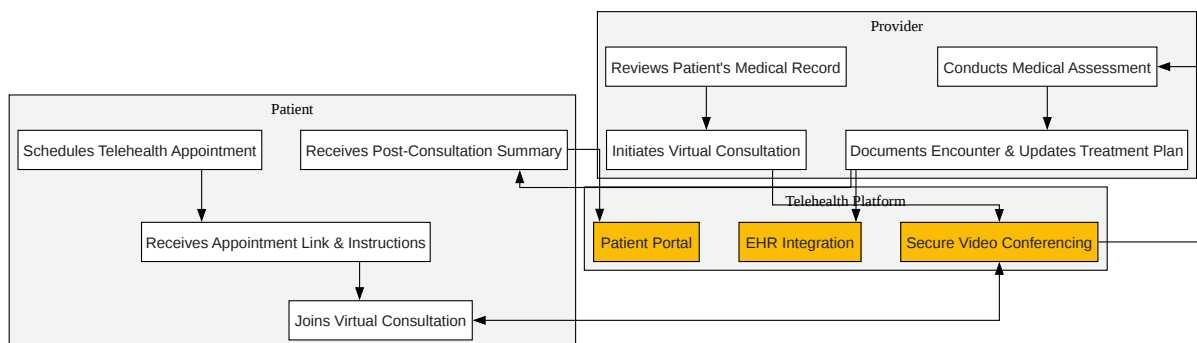 Provider
Reviews Patient's Medical Record
Conducts Medical Assessment
Patient
Schedules Telehealth Appointment
Receives Post-Consultation Summary
Initiates Virtual Consultation
Documents Encounter & Updates Treatment Plan
Telehealth Platform
Receives Appointment Link & Instructions
Patient Portal
EHR Integration
Secure Video Conferencing
Joins Virtual Consultation